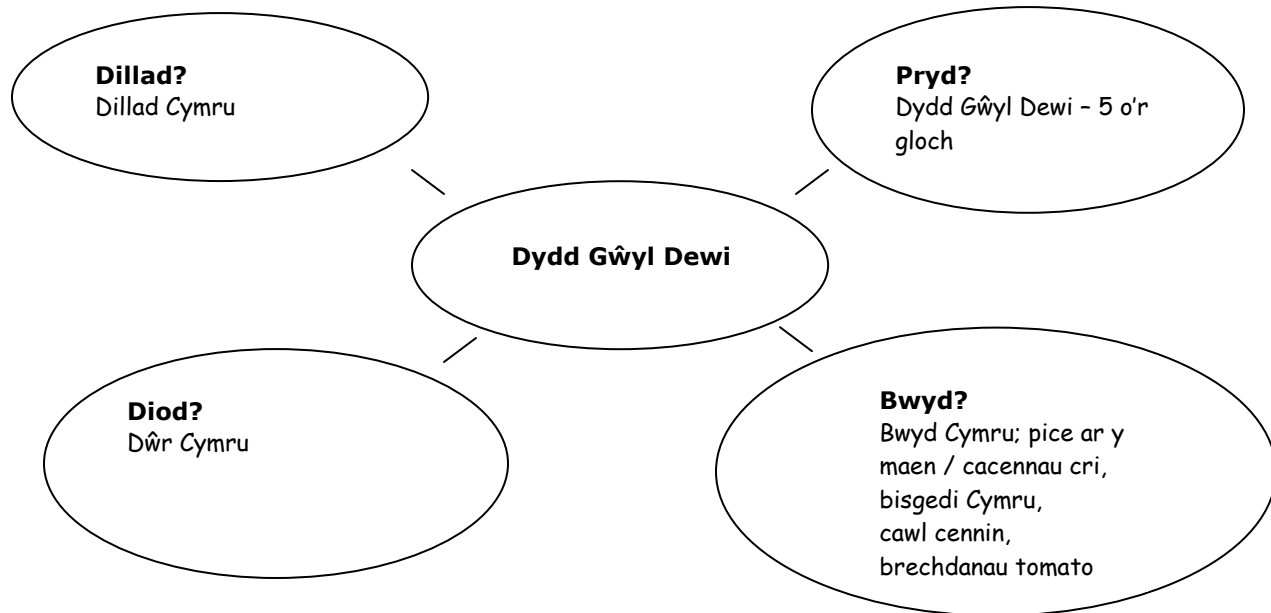 Dillad?
Dillad Cymru
Pryd?
Dydd Gŵyl Dewi – 5 o’r
gloch
Dydd Gŵyl Dewi
Diod?
Dŵr Cymru
Bwyd?
Bwyd Cymru; pice ar y
maen / cacennau cri,
bisgedi Cymru,
cawl cennin,
brechdanau tomato